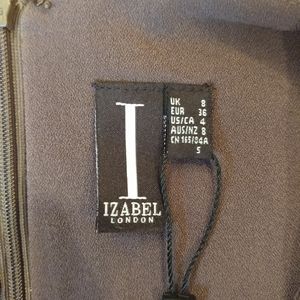 I
IZABEL
LONDON
UK 8
EUR 36
US/CA 4
AUS/NZ 8
CN 165/84A
S